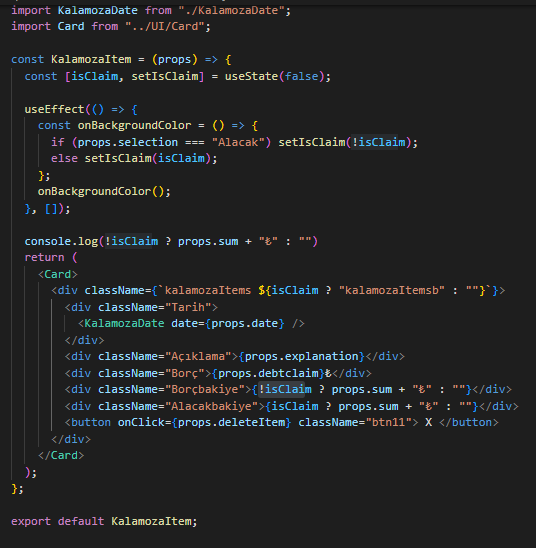 import KalamozaDate from "./KalamozaDate";
import Card from "../UI/Card";
const KalamozaItem = (props) => {
const [isClaim, setIsClaim] = useState(false);
useEffect(() => {
const onBackgroundColor = () => {
if (props.selection === "Alacak") setIsClaim(!isClaim);
else setIsClaim(isClaim);
};
onBackgroundColor();
}, []);
console.log(!isClaim ? props.sum + "₺" : "")
return (
<Card>
<div className={`kalamozaItems ${isClaim ? "kalamozaItemsb" : ""}`}>
<div className="Tarih">
<KalamozaDate date={props.date} />
</div>
<div className="Açıklama">{props.explanation}</div>
<div className="Borç">{props.debtclaim}₺</div>
<div className="Borçbakiye">{!isClaim ? props.sum + "₺" : ""}</div>
<div className="Alacakbakiye">{isClaim ? props.sum + "₺" : ""}</div>
<button onClick={props.deleteItem} className="btn11"> X </button>
</div>
</Card>
);
};
export default KalamozaItem;